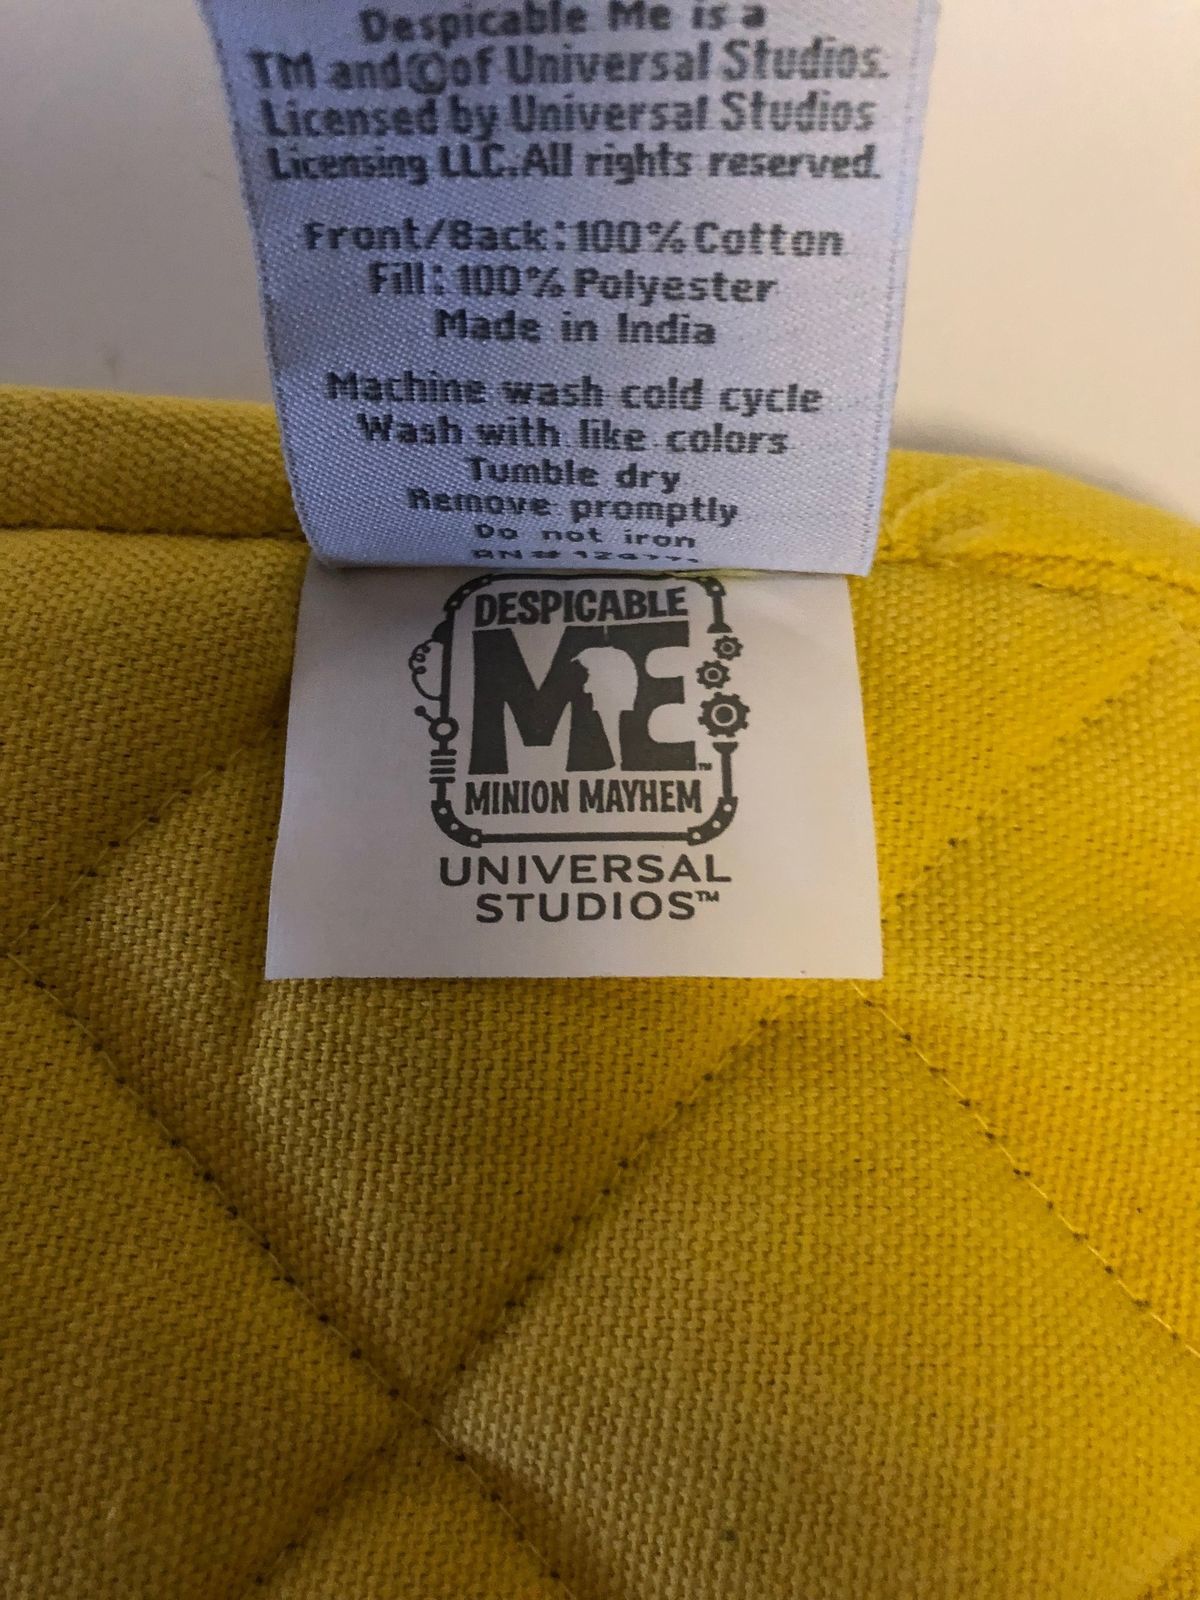 Despicable Me is a
TM and © of Universal Studios.
Licensed by Universal Studios
Licensing LLC. All rights reserved.
Front/Back: 100% Cotton
Fill: 100% Polyester
Made in India
Machine wash cold cycle
Wash with like colors
Tumble dry
Remove promptly
Do not iron
RN #
DESPICABLE
ME™
MINION MAYHEM
UNIVERSAL
STUDIOS™